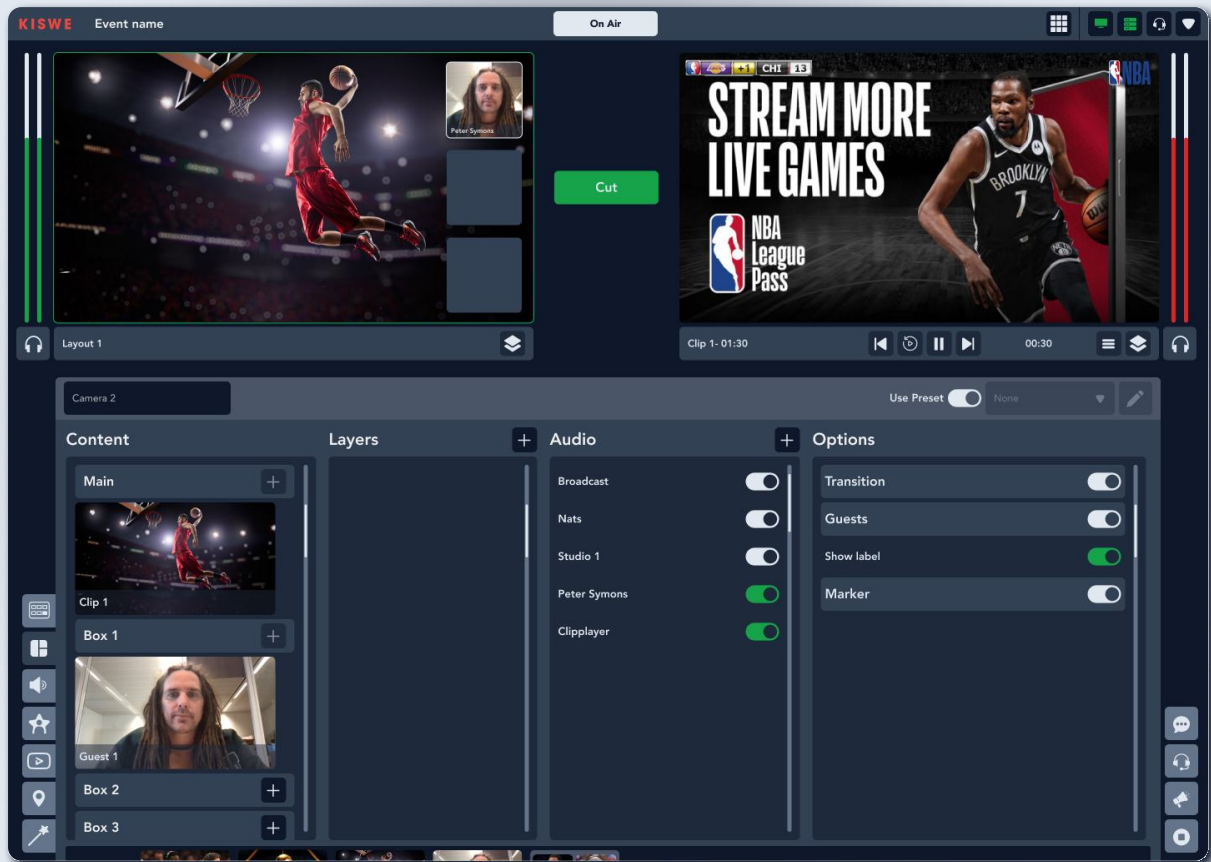 KISWE
Event name
On Air
Peter Symons
Cut
+1 CHI 13
NBA
STREAM MORE
LIVE GAMES
NBA
League
Pass
BROOKLYN
7
Layout 1
Clip 1- 01:30
00:30
Camera 2
Use Preset
None
Content
Layers
Audio
Options
Main
Clip 1
Box 1
Guest 1
Box 2
Box 3
Broadcast
Nats
Studio 1
Peter Symons
Clipplayer
Transition
Guests
Show label
Marker